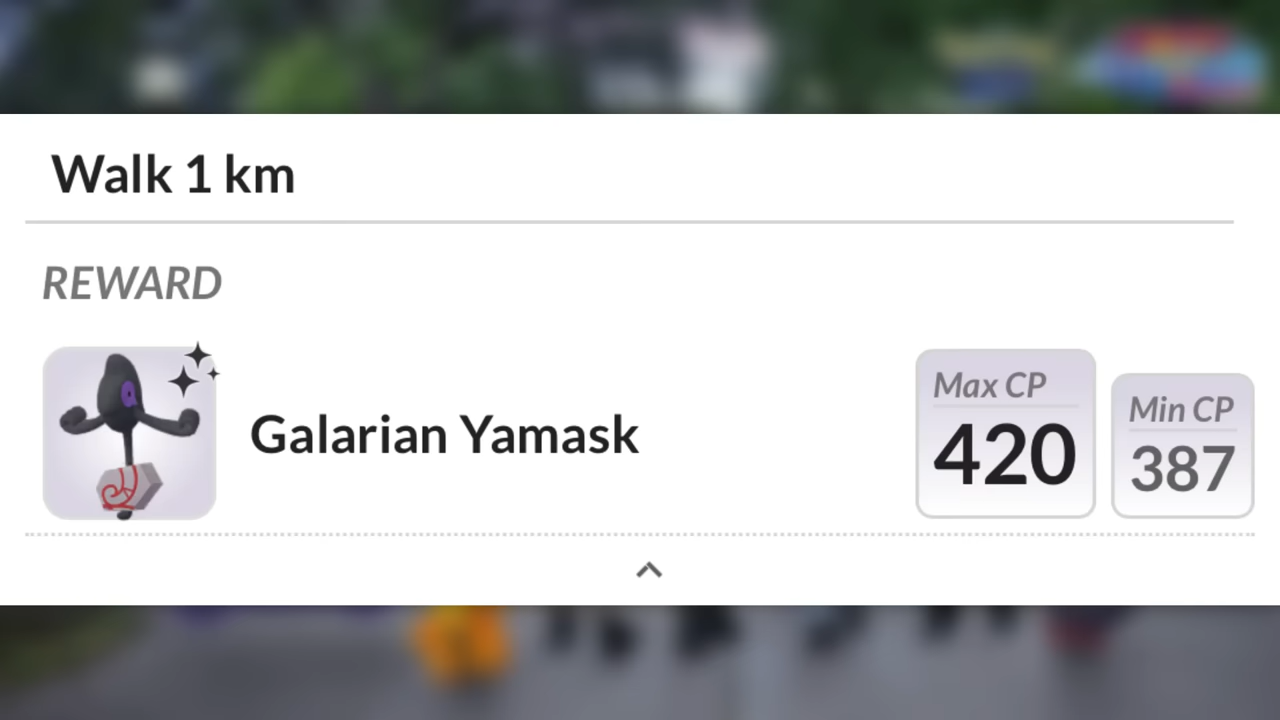 Walk 1 km
REWARD
Galarian Yamask
Max CP
420
Min CP
387